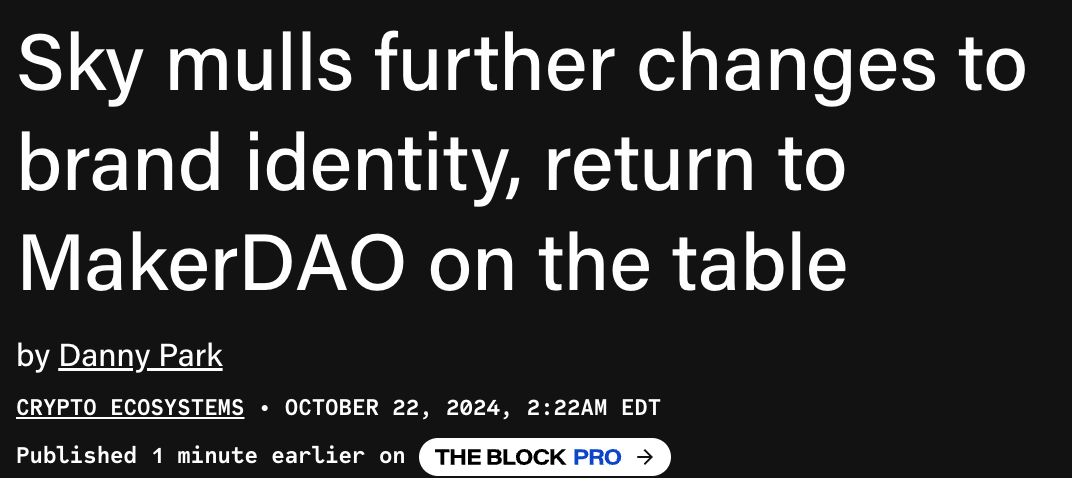 Sky mulls further changes to
brand identity, return to
MakerDAO on the table
by Danny Park
CRYPTO ECOSYSTEMS • OCTOBER 22, 2024, 2:22AM EDT
Published 1 minute earlier on THE BLOCK PRO →